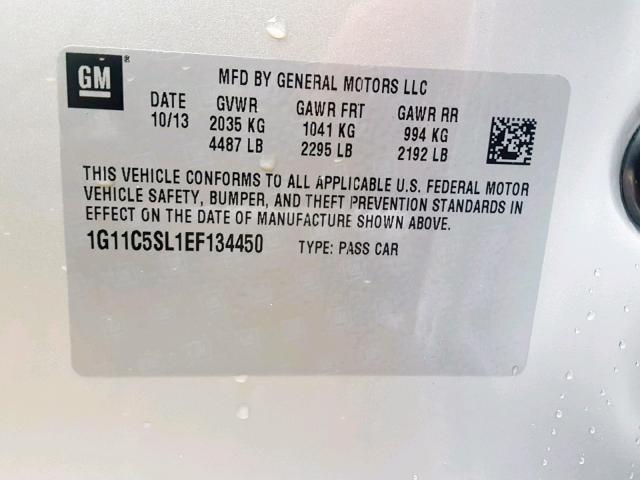 GM ®
MFD BY GENERAL MOTORS LLC
DATE GVWR GAWR FRT GAWR RR
10/13 2035 KG 1041 KG 994 KG
4487 LB 2295 LB 2192 LB
THIS VEHICLE CONFORMS TO ALL APPLICABLE U.S. FEDERAL MOTOR
VEHICLE SAFETY, BUMPER, AND THEFT PREVENTION STANDARDS
IN EFFECT ON THE DATE OF MANUFACTURE SHOWN ABOVE.
1G11C5SL1EF134450 TYPE: PASS CAR